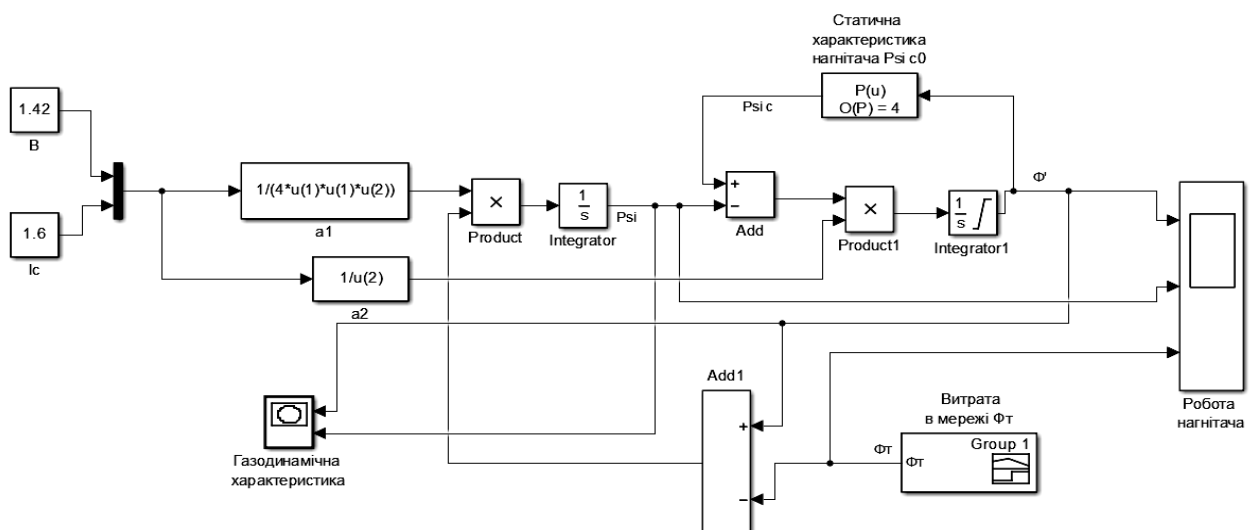 Статична
характеристика
нагнітача Psi c0
P(u)
O(P) = 4
Psi c
1.42
B
1/(4*u(1)*u(1)*u(2))
a1
×
Product
1
s
Integrator
Psi
+
−
Add
×
Product1
1
s
Integrator1
Ф'
1.6
Ic
1/u(2)
a2
Add1
+
−
Витрата
в мережі Фт
Group 1
Фт
Фт
Робота
нагнітача
Газодинамічна
характеристика